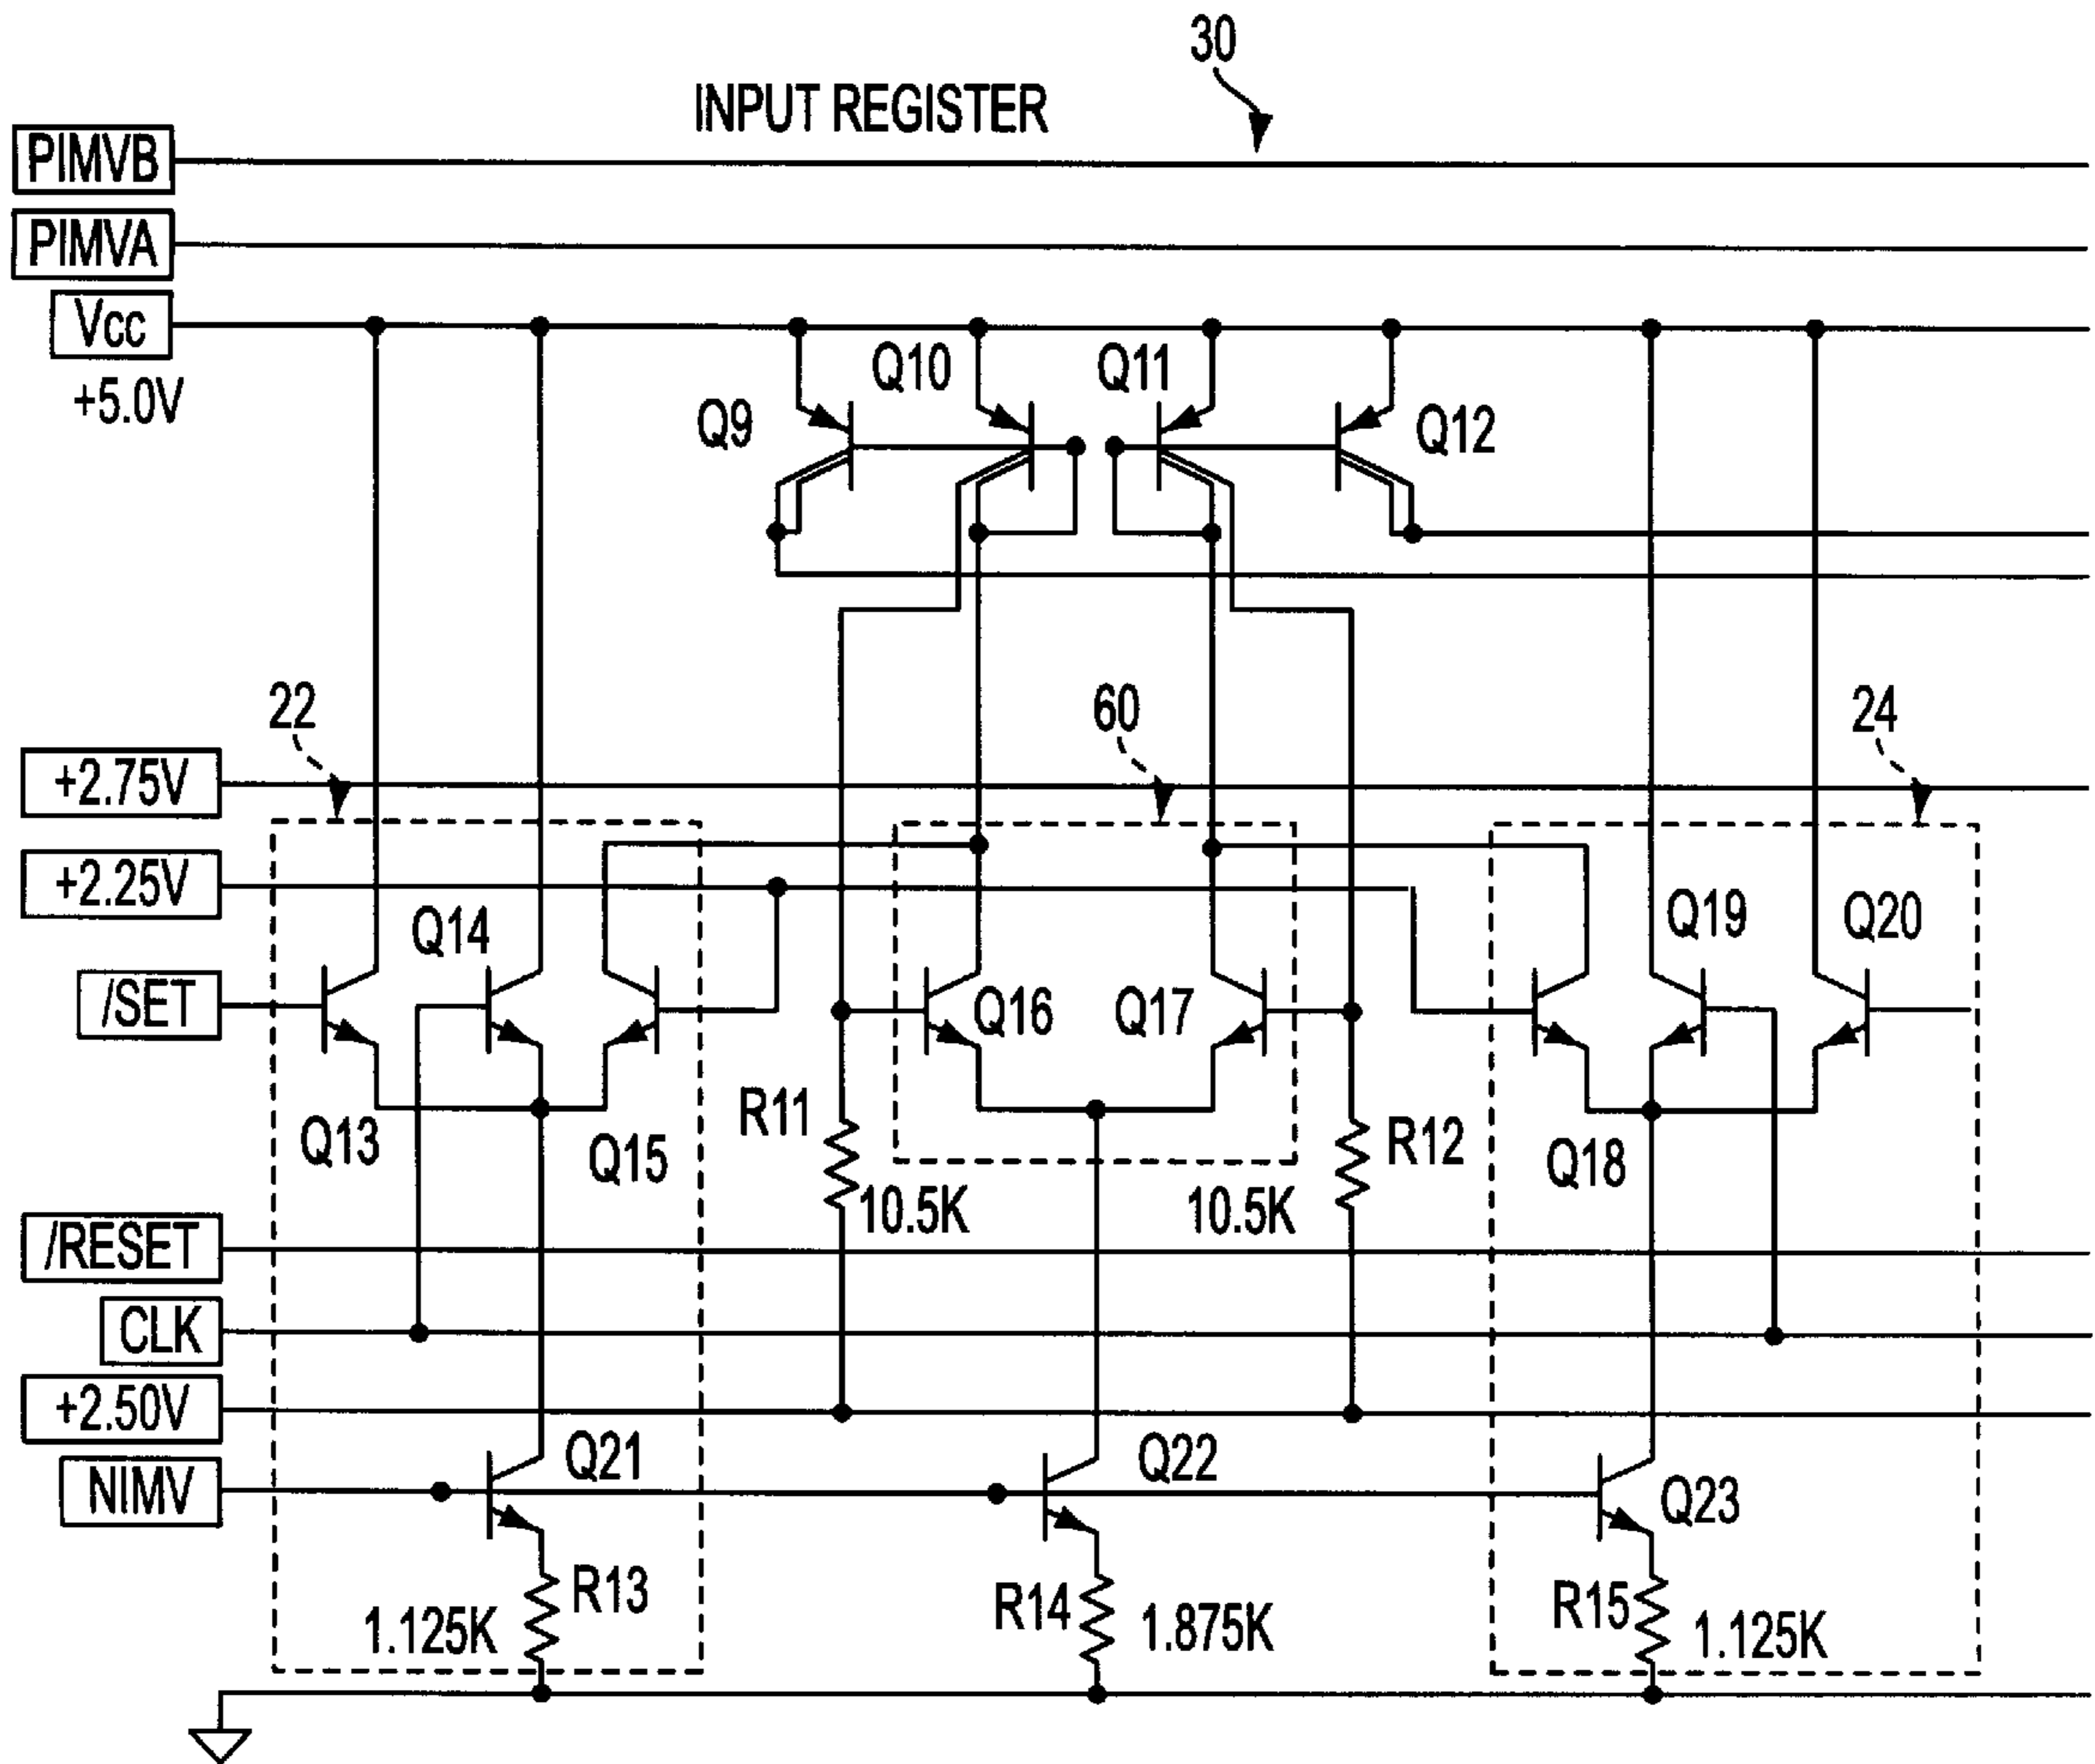 30
INPUT REGISTER
PIMVB
PIMVA
Vcc
+5.0V
Q9
Q10
Q11
Q12
22
60
24
+2.75V
+2.25V
/SET
Q14
Q19
Q20
Q16
Q17
Q13
Q15
R11
R12
Q18
10.5K
10.5K
/RESET
CLK
+2.50V
NIMV
Q21
Q22
Q23
R13
R14
R15
1.125K
1.875K
1.125K